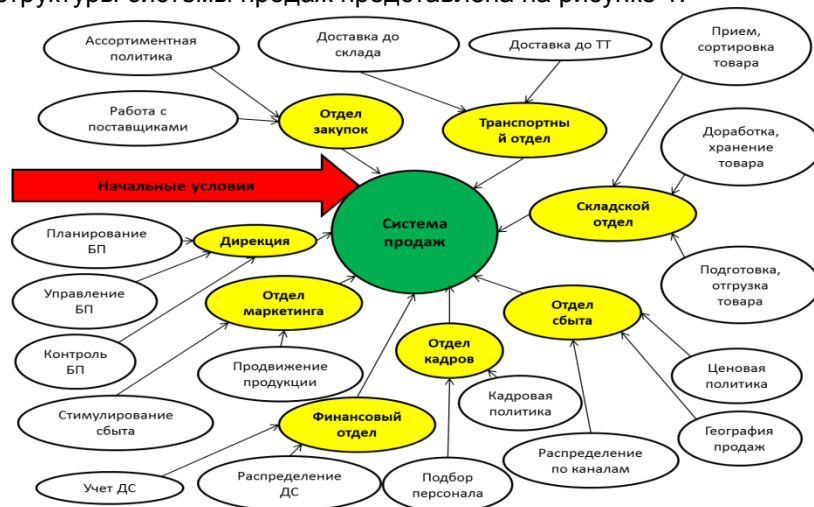 структуры системы продаж представлена на рисунке 1.
Ассортиментная
политика
Доставка до
склада
Доставка до ТТ
Прием,
сортировка
товара
Работа с
поставщиками
Отдел
закупок
Транспортны
й отдел
Доработка,
хранение
товара
Начальные условия
Система
продаж
Складской
отдел
Планирование
БП
Дирекция
Управление
БП
Отдел
маркетинга
Отдел
сбыта
Подготовка,
отгрузка
товара
Контроль
БП
Продвижение
продукции
Отдел
кадров
Ценовая
политика
Стимулирование
сбыта
Финансовый
отдел
Кадровая
политика
География
продаж
Учет ДС
Распределение
ДС
Подбор
персонала
Распределение
по каналам